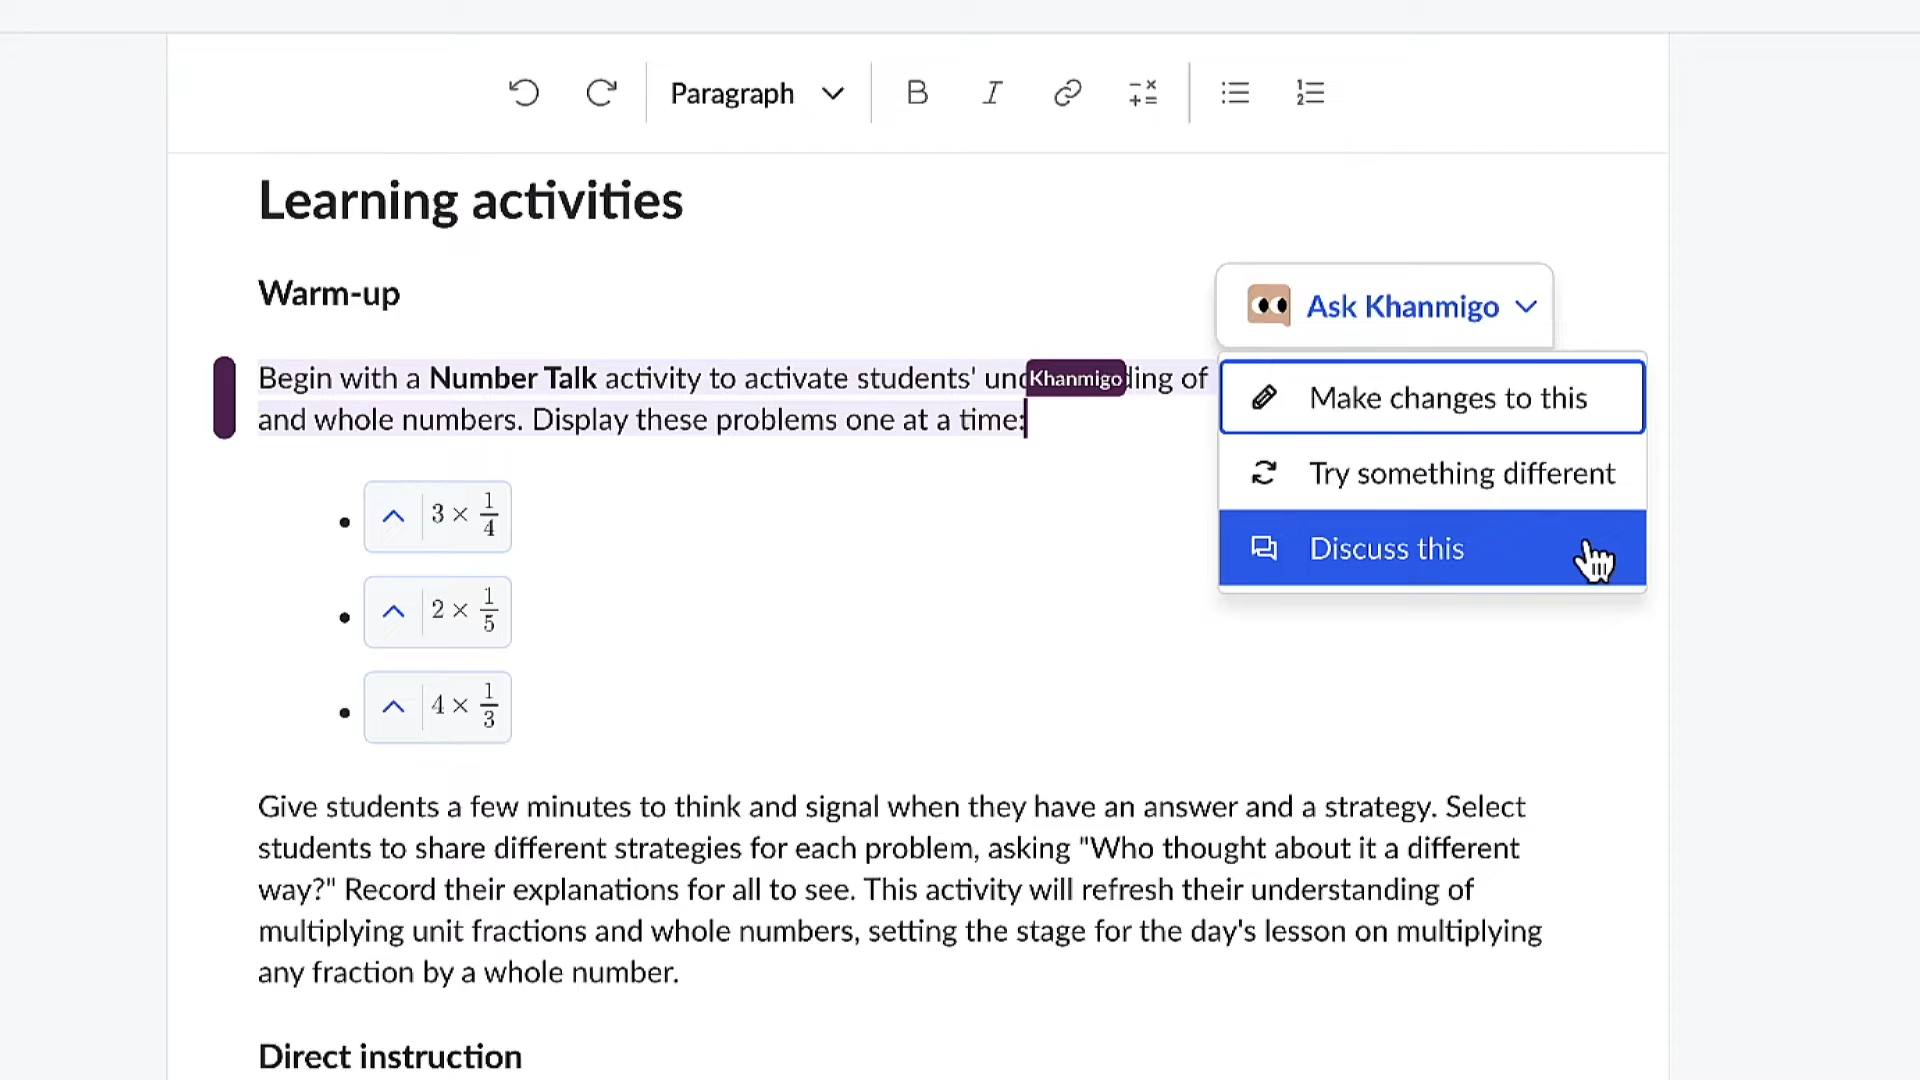 Paragraph
Learning activities
Warm-up
Ask Khanmigo
Begin with a Number Talk activity to activate students' und Khanmigo ding of
and whole numbers. Display these problems one at a time:
Make changes to this
Try something different
Discuss this
3 × 1/4
2 × 1/5
4 × 1/3
Give students a few minutes to think and signal when they have an answer and a strategy. Select
students to share different strategies for each problem, asking "Who thought about it a different
way?" Record their explanations for all to see. This activity will refresh their understanding of
multiplying unit fractions and whole numbers, setting the stage for the day's lesson on multiplying
any fraction by a whole number.
Direct instruction